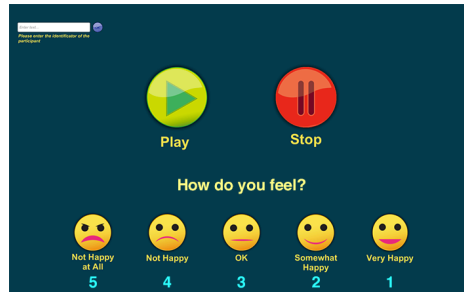 Enter text...
Please enter the identificator of the
participant
Play
Stop
How do you feel?
Not Happy
at All
Not Happy
OK
Somewhat
Happy
Very Happy
5
4
3
2
1